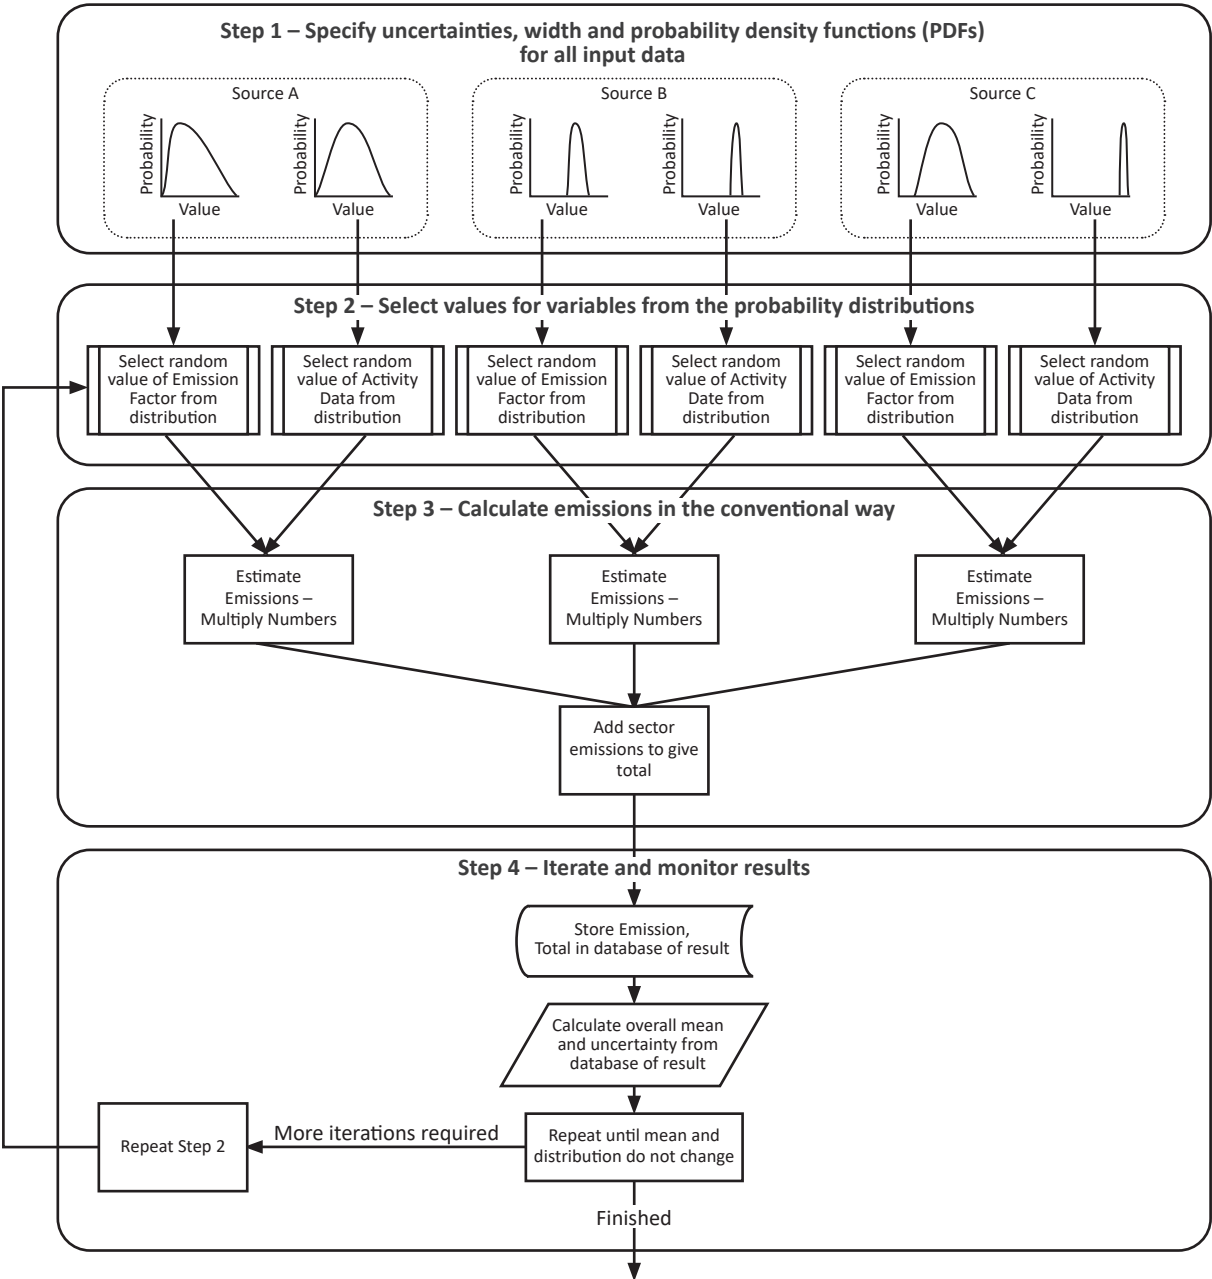 Step 1 – Specify uncertainties, width and probability density functions (PDFs)
for all input data
Source A
Probability
Value
Probability
Value
Source B
Probability
Value
Probability
Value
Source C
Probability
Value
Probability
Value
Step 2 – Select values for variables from the probability distributions
Select random
value of Emission
Factor from
distribution
Select random
value of Activity
Data from
distribution
Select random
value of Emission
Factor from
distribution
Select random
value of Activity
Date from
distribution
Select random
value of Emission
Factor from
distribution
Select random
value of Activity
Data from
distribution
Step 3 – Calculate emissions in the conventional way
Estimate
Emissions –
Multiply Numbers
Estimate
Emissions –
Multiply Numbers
Estimate
Emissions –
Multiply Numbers
Add sector
emissions to give
total
Step 4 – Iterate and monitor results
Store Emission,
Total in database of result
Calculate overall mean
and uncertainty from
database of result
Repeat until mean and
distribution do not change
More iterations required
Repeat Step 2
Finished